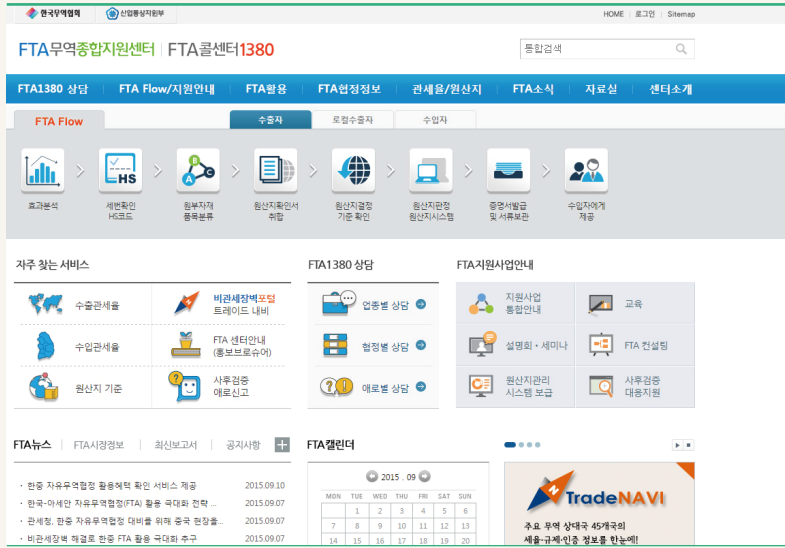 한국무역협회 산업통상자원부 HOME 로그인 Sitemap
FTA무역종합지원센터 FTA콜센터1380 통합검색
FTA1380 상담 FTA Flow/지원안내 FTA활용 FTA협정정보 관세율/원산지 FTA소식 자료실 센터소개
FTA Flow 수출자 로컬수출자 수입자
A B C
HS
효과분석 세번확인 원부자재 원산지확인서 원산지결정 원산지판정 증명서발급 수입자에게
HS코드 품목분류 취합 기준 확인 원산지시스템 및 서류보관 제공
자주 찾는 서비스 FTA1380 상담 FTA지원사업안내
수출관세율 비관세장벽포털 업종별 상담 지원사업 교육
트레이드 내비 통합안내
수입관세율 FTA 센터안내 협정별 상담 설명회・세미나 FTA 컨설팅
(홍보브로슈어)
원산지 기준 사후검증 애로별 상담 원산지관리 사후검증
애로신고 시스템 보급 대응지원
FTA뉴스 FTA시장정보 최신보고서 공지사항 FTA캘린더
· 한중 자유무역협정 활용혜택 확인 서비스 제공 2015.09.10
· 한국-아세안 자유무역협정(FTA) 활용 극대화 전략 ... 2015.09.07
· 관세청, 한중 자유무역협정 대비를 위해 중국 현장을... 2015.09.07
· 비관세장벽 해결로 한중 FTA 활용 극대화 추구 2015.09.07
2015 . 09
MON TUE WED THU FRI SAT SUN
1 2 3 4 5 6
7 8 9 10 11 12 13
14 15 16 17 18 19 20
TradeNAVI
주요 무역 상대국 45개국의
세율·규제·인증 정보를 한눈에!